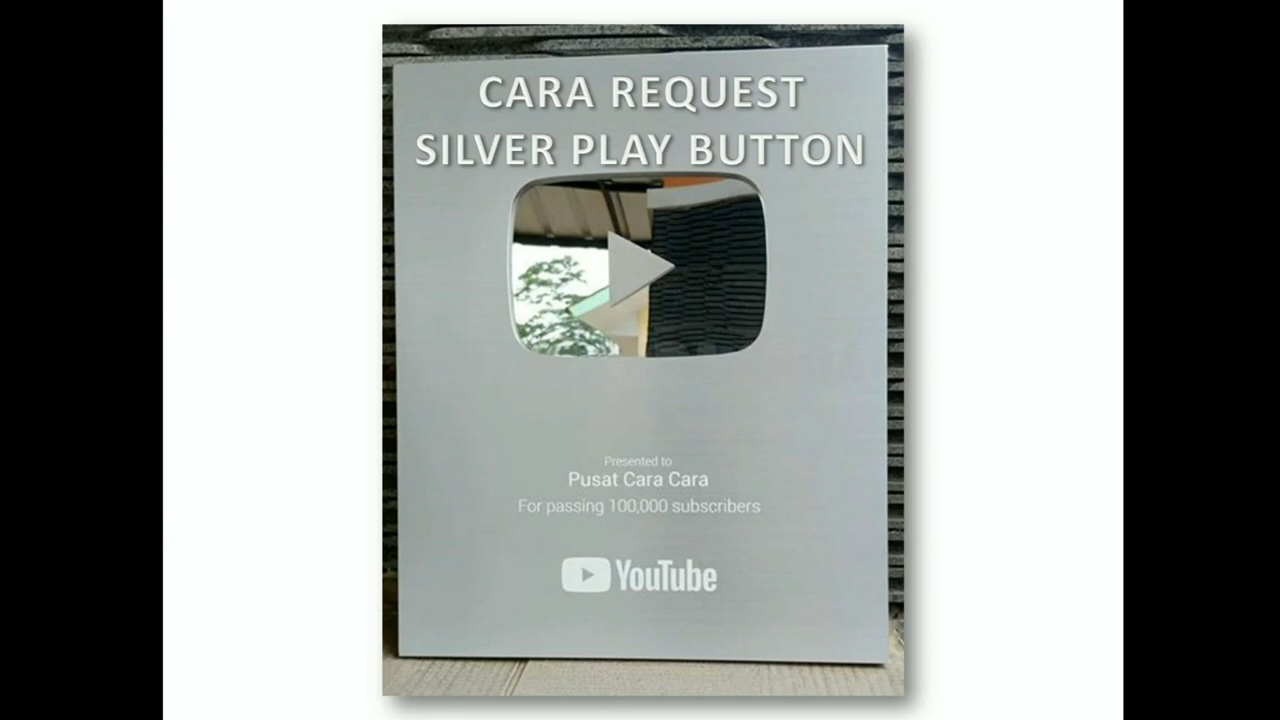 CARA REQUEST
SILVER PLAY BUTTON
Presented to
Pusat Cara Cara
For passing 100,000 subscribers
YouTube